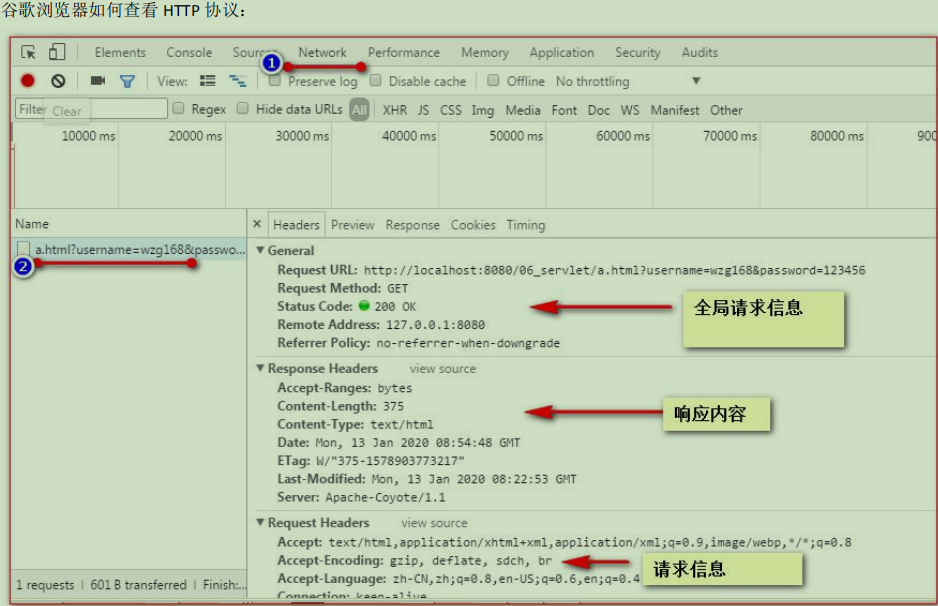 谷歌浏览器如何查看 HTTP 协议：
Elements Console Sources Network Performance Memory Application Security Audits
1
View: Preserve log Disable cache Offline No throttling
Filter Clear Regex Hide data URLs All XHR JS CSS Img Media Font Doc WS Manifest Other
10000 ms 20000 ms 30000 ms 40000 ms 50000 ms 60000 ms 70000 ms 80000 ms 900
Name × Headers Preview Response Cookies Timing
a.html?username=wzg168&passwo...
2
▼ General
Request URL: http://localhost:8080/06_servlet/a.html?username=wzg168&password=123456
Request Method: GET
Status Code: 200 OK
全局请求信息
Remote Address: 127.0.0.1:8080
Referrer Policy: no-referrer-when-downgrade
▼ Response Headers view source
Accept-Ranges: bytes
Content-Length: 375
响应内容
Content-Type: text/html
Date: Mon, 13 Jan 2020 08:54:48 GMT
ETag: W/"375-1578903773217"
Last-Modified: Mon, 13 Jan 2020 08:22:53 GMT
Server: Apache-Coyote/1.1
▼ Request Headers view source
Accept: text/html,application/xhtml+xml,application/xml;q=0.9,image/webp,*/*;q=0.8
Accept-Encoding: gzip, deflate, sdch, br
请求信息
Accept-Language: zh-CN,zh;q=0.8,en-US;q=0.6,en;q=0.4
Connection: keep-alive
1 requests | 601 B transferred | Finish:...